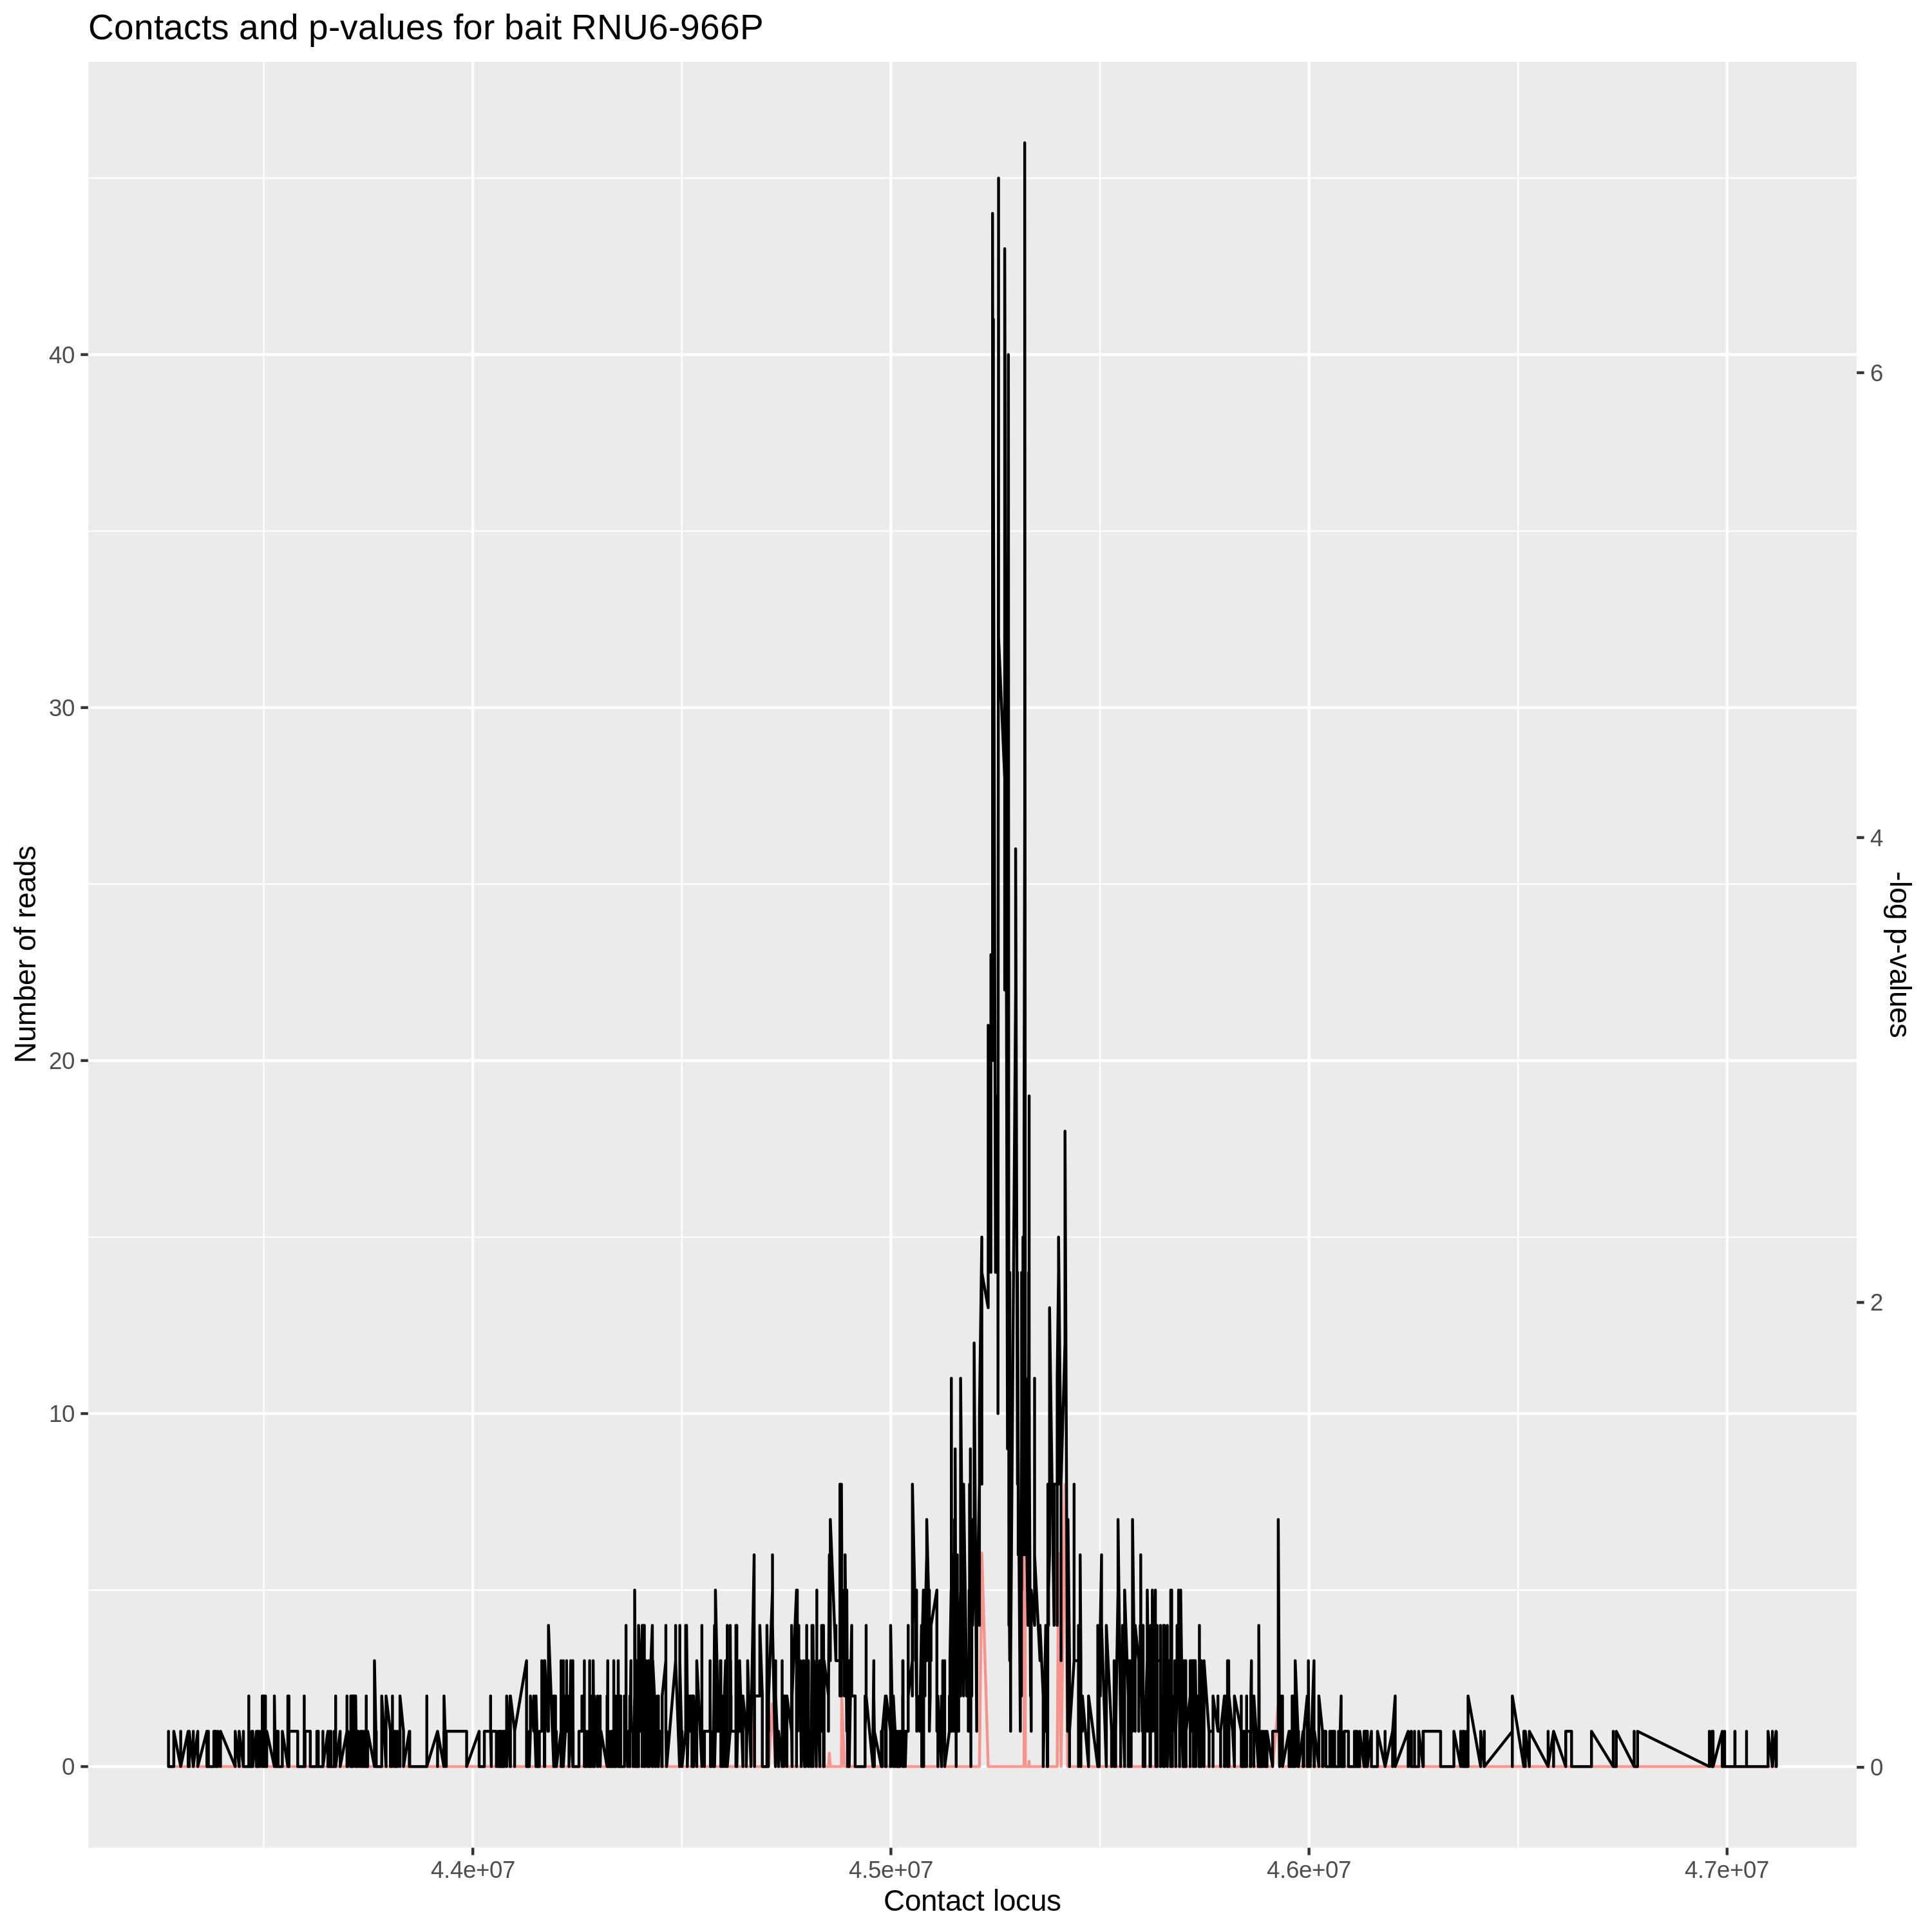 Contacts and p-values for bait RNU6-966P
40
30
20
10
0
Number of reads
6
4
2
0
-log p-values
4.4e+07
4.5e+07
4.6e+07
4.7e+07
Contact locus